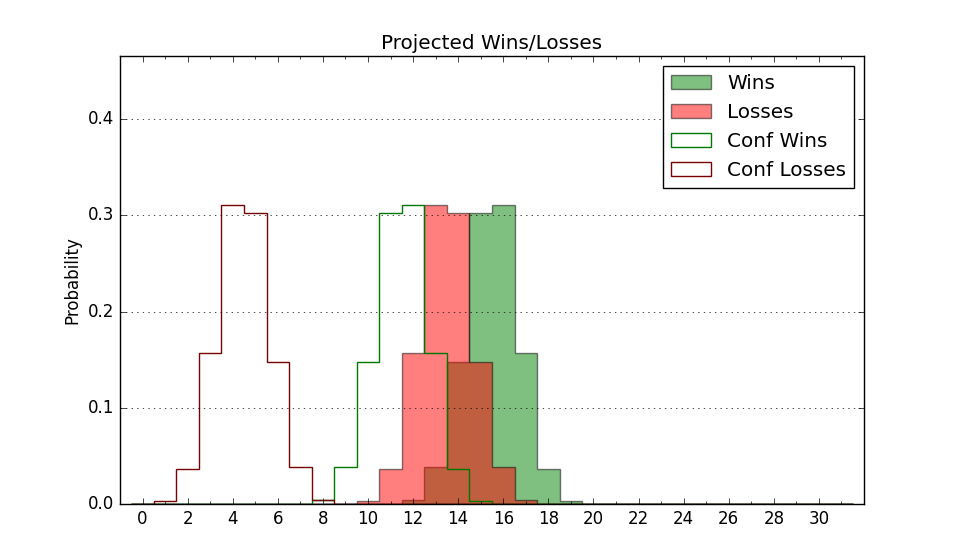 Projected Wins/Losses
Wins
Losses
Conf Wins
Conf Losses
Probability
0.4
0.3
0.2
0.1
0.0
0 2 4 6 8 10 12 14 16 18 20 22 24 26 28 30